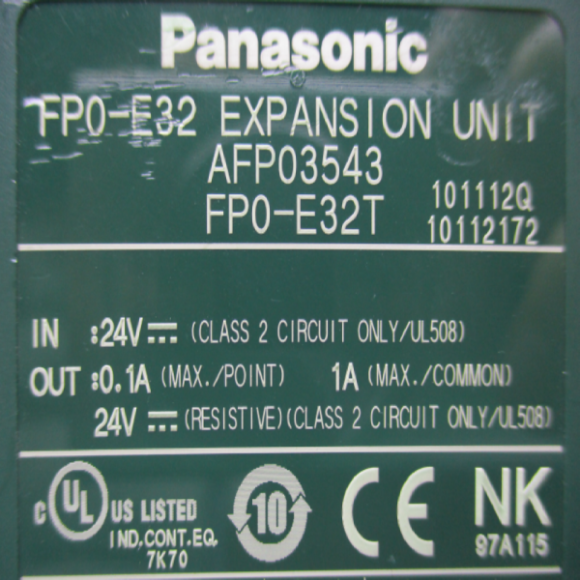 Panasonic
FP0-E32 EXPANSION UNIT
AFP03543
FP0-E32T
101112Q
10112172
IN :24V⎓ (CLASS 2 CIRCUIT ONLY/UL508)
OUT :0.1A (MAX./POINT) 1A (MAX./COMMON)
24V⎓ (RESISTIVE)(CLASS 2 CIRCUIT ONLY/UL508)
c UL US LISTED
IND.CONT.EQ.
7K70
10
CE
NK
97A115